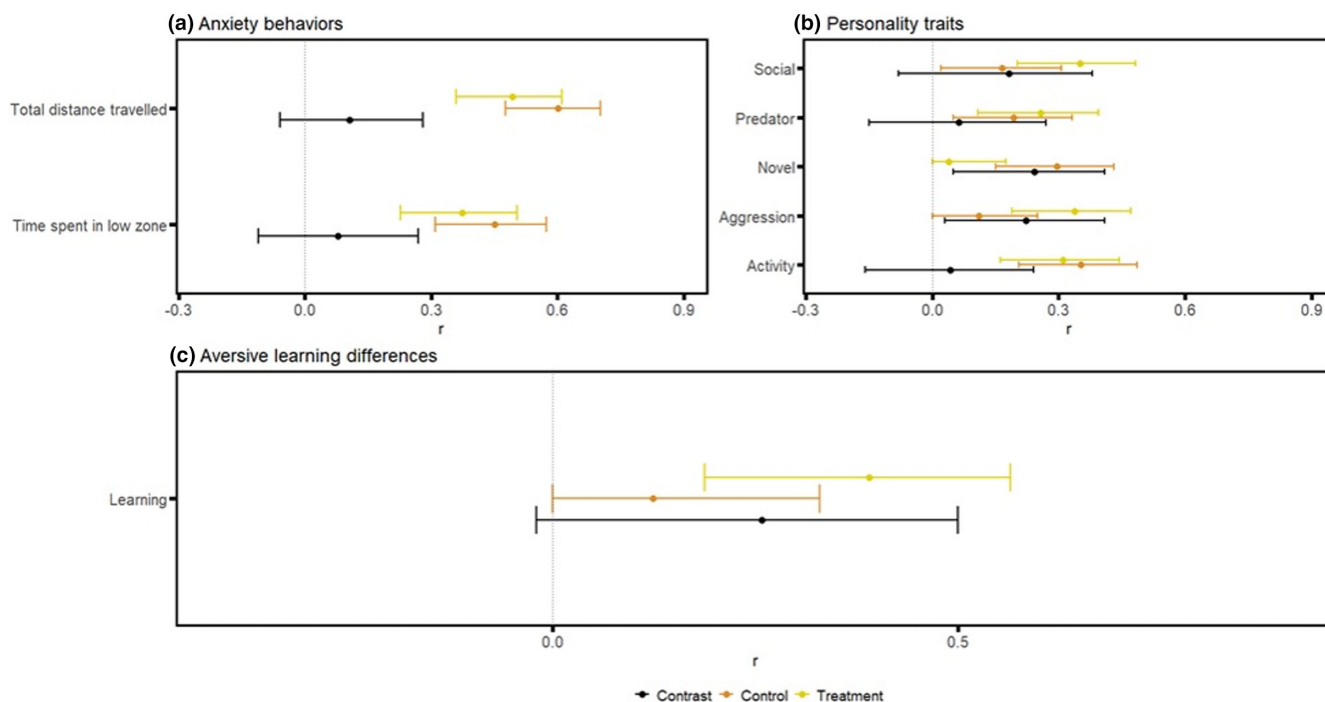 (a) Anxiety behaviors
Total distance travelled
Time spent in low zone
-0.3 0.0 0.3 0.6 0.9
r
(b) Personality traits
Social
Predator
Novel
Aggression
Activity
-0.3 0.0 0.3 0.6 0.9
r
(c) Aversive learning differences
Learning
0.0 0.5
r
Contrast Control Treatment